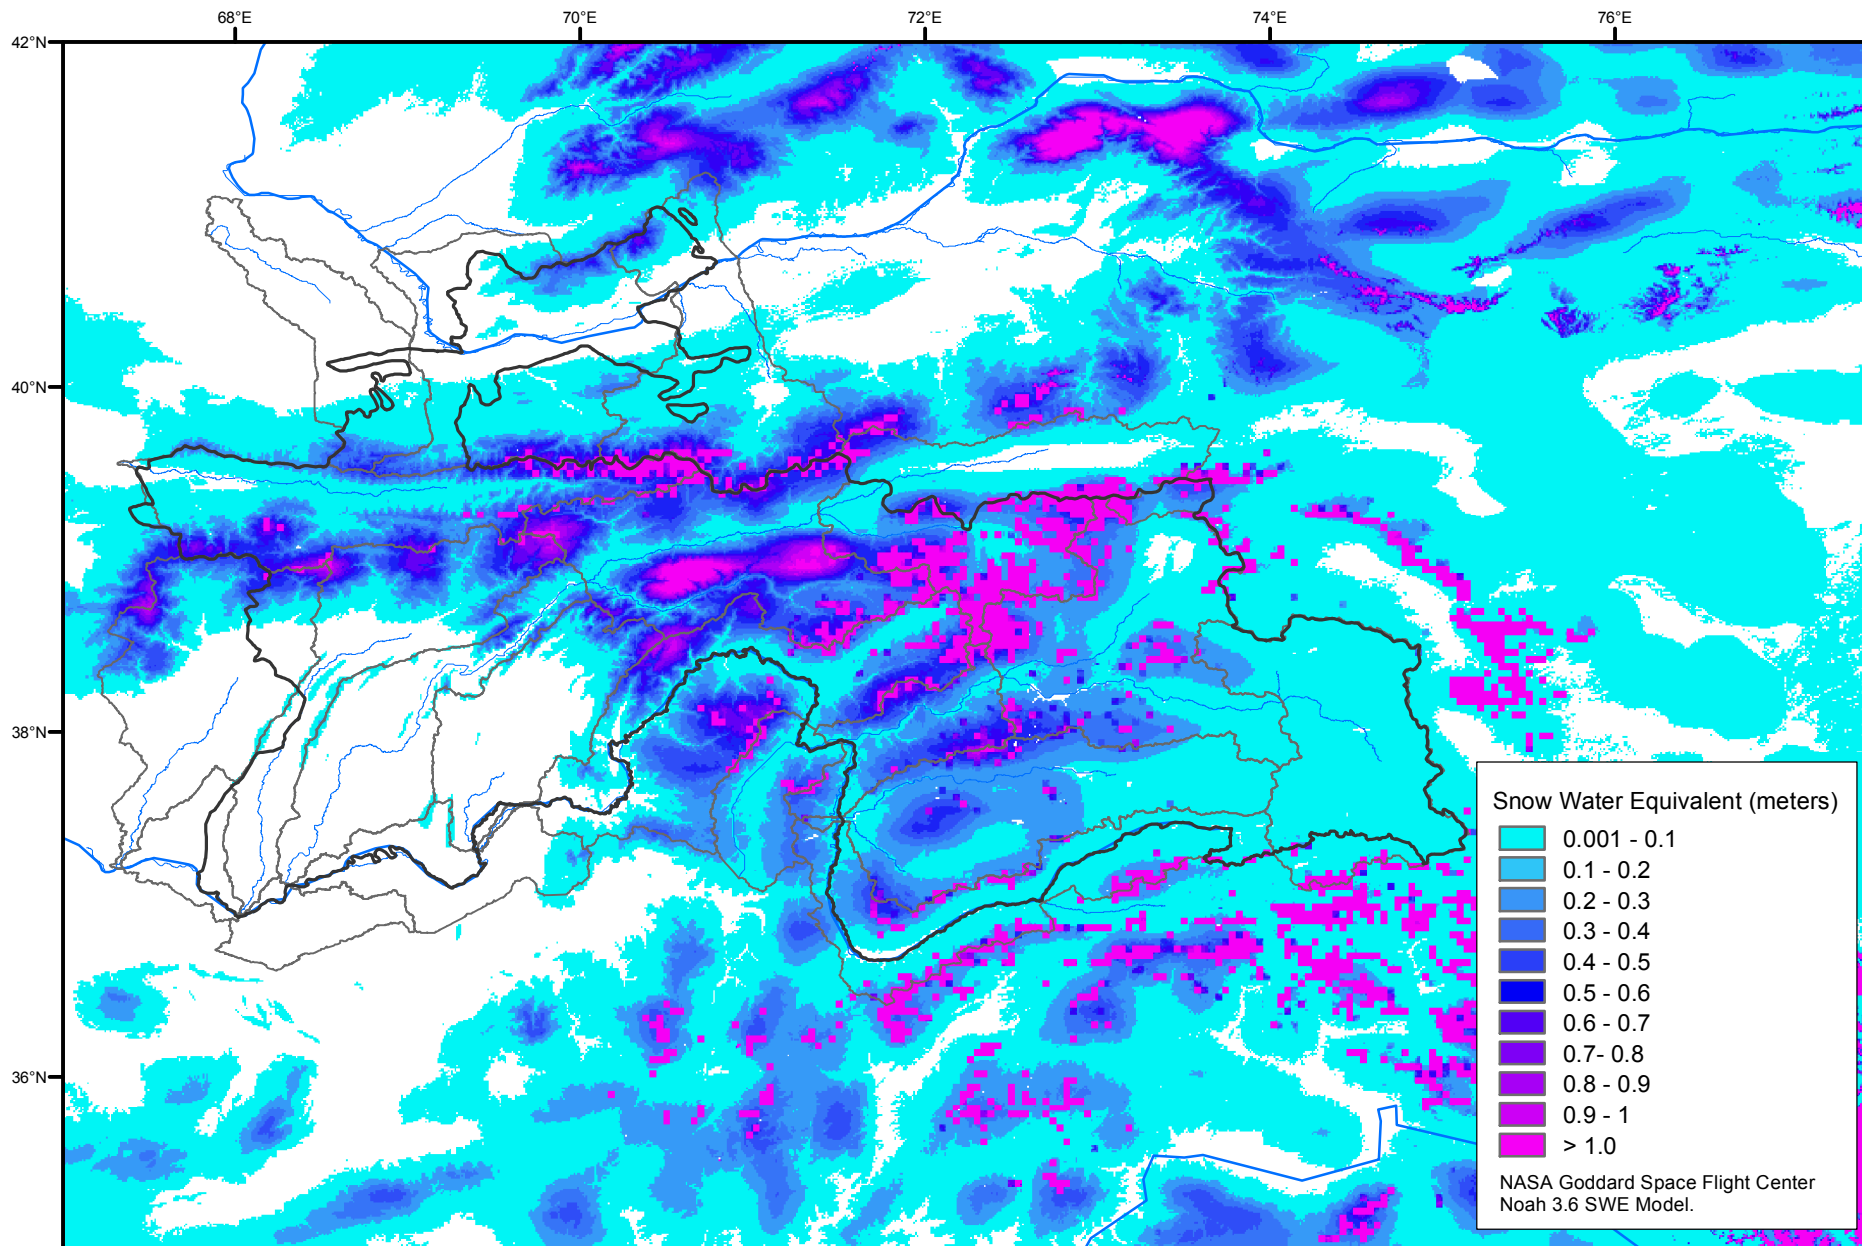 68°E 70°E 72°E 74°E 76°E
42°N
40°N
38°N
36°N
Snow Water Equivalent (meters)
0.001 - 0.1
0.1 - 0.2
0.2 - 0.3
0.3 - 0.4
0.4 - 0.5
0.5 - 0.6
0.6 - 0.7
0.7- 0.8
0.8 - 0.9
0.9 - 1
> 1.0
NASA Goddard Space Flight Center
Noah 3.6 SWE Model.